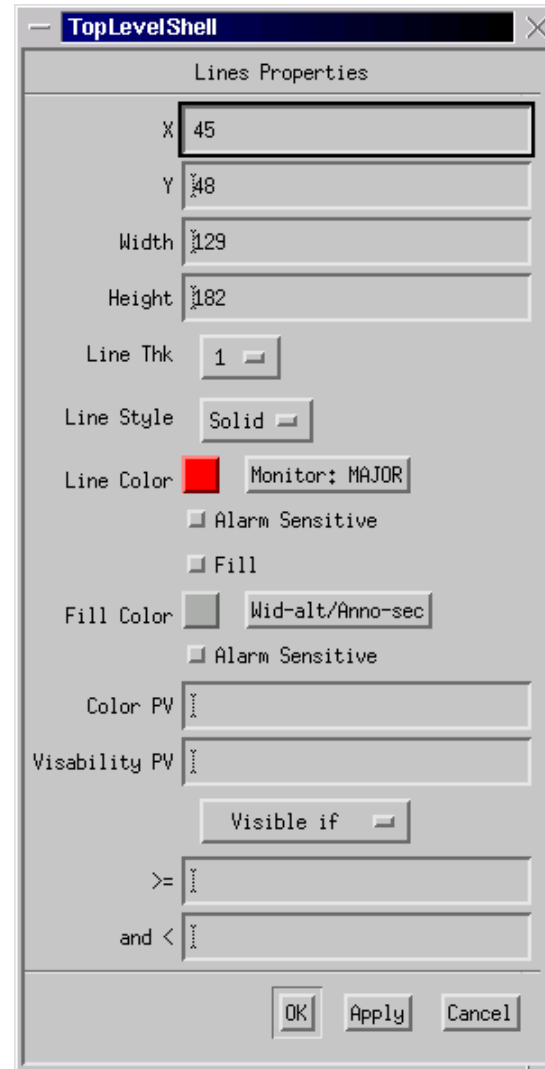 TopLevelShell
Lines Properties
X 45
Y 48
Width 129
Height 182
Line Thk 1
Line Style Solid
Line Color Monitor: MAJOR
Alarm Sensitive
Fill
Fill Color Wid-alt/Anno-sec
Alarm Sensitive
Color PV
Visability PV
Visible if
>=
and <
OK Apply Cancel